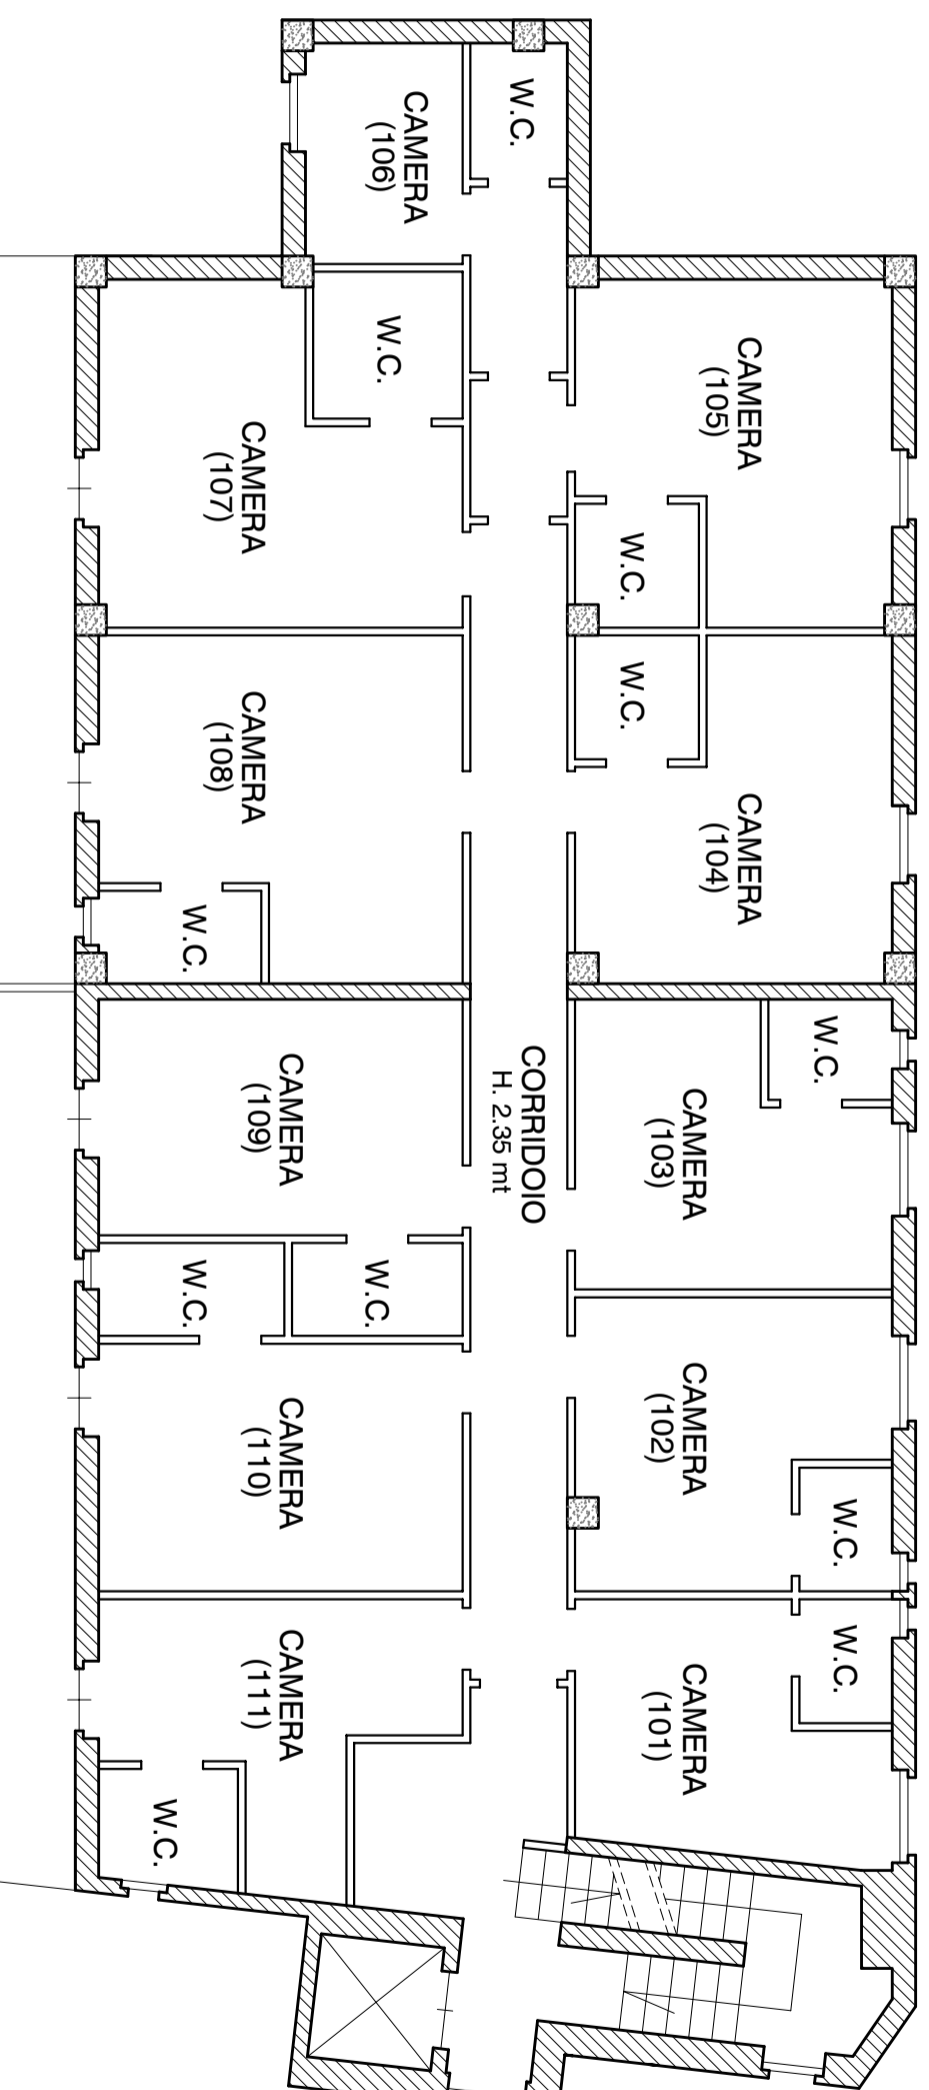 W.C.
CAMERA
(106)
W.C.
CAMERA
(105)
CAMERA
(107)
W.C.
W.C.
CAMERA
(108)
CAMERA
(104)
W.C.
W.C.
CORRIDOIO
H. 2.35 mt
CAMERA
(109)
CAMERA
(103)
W.C.
W.C.
CAMERA
(102)
CAMERA
(110)
W.C.
W.C.
CAMERA
(111)
CAMERA
(101)
W.C.